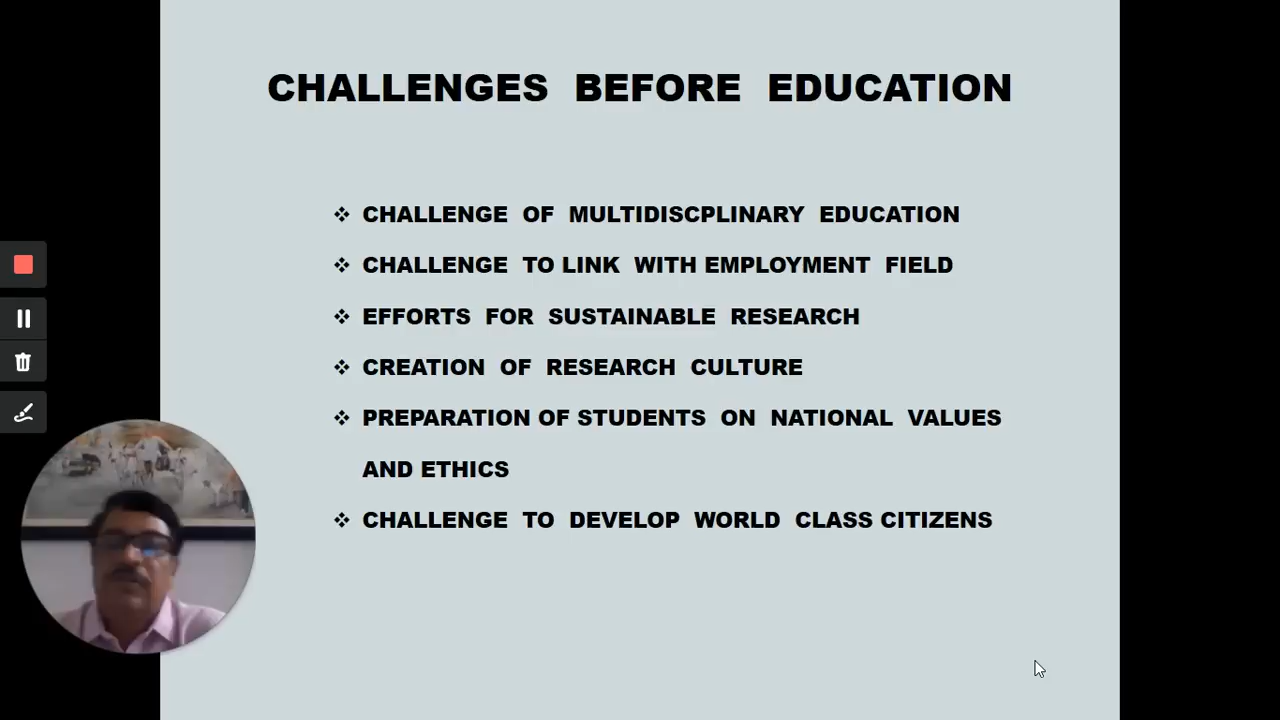 CHALLENGES BEFORE EDUCATION
❖ CHALLENGE OF MULTIDISCPLINARY EDUCATION
❖ CHALLENGE TO LINK WITH EMPLOYMENT FIELD
❖ EFFORTS FOR SUSTAINABLE RESEARCH
❖ CREATION OF RESEARCH CULTURE
❖ PREPARATION OF STUDENTS ON NATIONAL VALUES
AND ETHICS
❖ CHALLENGE TO DEVELOP WORLD CLASS CITIZENS